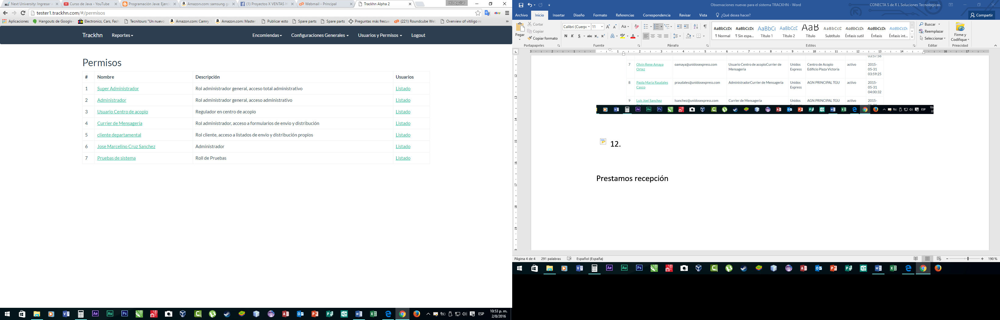 Next University: Ingresar a
Curso de Java - YouTube
Programación Java: Ejercic
Amazon.com: samsung ga
(1) Proyectos X VENTAS H
Webmail - Principal
Trackhn Alpha 2
HD Aguilar
tester1.trackhn.com/#/permisos
Aplicaciones
Hangouts de Google
Electronics, Cars, Fash
Tecnitours "Un nuevo
Amazon.com: Camry
Amazon.com: Master
Publicar esto
Spare parts
Spare parts
Preguntas más frecue
(221) Roundcube Web
Overview of vitiligo re
Trackhn Reportes Encomiendas Configuraciones Generales Usuarios y Permisos Logout
Permisos
# Nombre Descripción Usuarios
1 Super Administrador Rol administrador general, acceso total administrativo Listado
2 Administrador Rol administrador general, acceso administrativo Listado
3 Usuario Centro de acopio Regulador en centro de acopio Listado
4 Currier de Mensageria Rol administrador, acceso a formularios de envio y distribución Listado
5 cliente departamental Rol cliente, acceso a listados de envio y distribución propios Listado
6 Jose Marcelino Cruz Sanchez Administrador Listado
7 Pruebas de sistema Roll de Pruebas Listado
ESP
10:53 p. m.
2/8/2016
Observaciones nuevas para el sistema TRACKHN - Word
CONECTA S de R L Soluciones Tecnologicas.
Archivo Inicio Insertar Diseño Formato Referencias Correspondencia Revisar Vista ¿Qué desea hacer? Compartir
Pegar
Cortar
Copiar
Copiar formato
Portapapeles
Calibri (Cuerpo 11
N K S abc x₂ x²
Fuente
Párrafo
AaBbCcDc AaBbCcDc AaBbCc AaBbCcD AaB AaBbCcD AaBbCcDc AaBbCcDc AaBbCcDc
¶ Normal ¶ Sin espa... Título 1 Título 2 Título Subtítulo Énfasis sutil Énfasis Énfasis int...
Estilos
Buscar
Reemplazar
Seleccionar
Editar
Firme y
Codifique
Privacidad
03:57:56
7 Olvin Rene Amaya oamaya@unidosexpress.com Usuario Centro de acopioCurrier de Unidos Centro de Acopio activo 2015-
Ortez Mensageria Express Edificio Plaza Victoria 05-31
03:59:25
8 Paola Maria Raudales praudales@unidosexpress.com AdministradorCurrier de Mensageria Unidos AGN PRINCIPAL TGU activo 2015-
Casco Express 05-31
04:00:32
9 Luis Joel Sanchez lsanchez@unidosexpress.com Currier de Mensageria Unidos AGN PRINCIPAL TGU activo 2015-
ESP
12.
Prestamos recepción
Página 4 de 4 291 palabras Español (España) 190 %